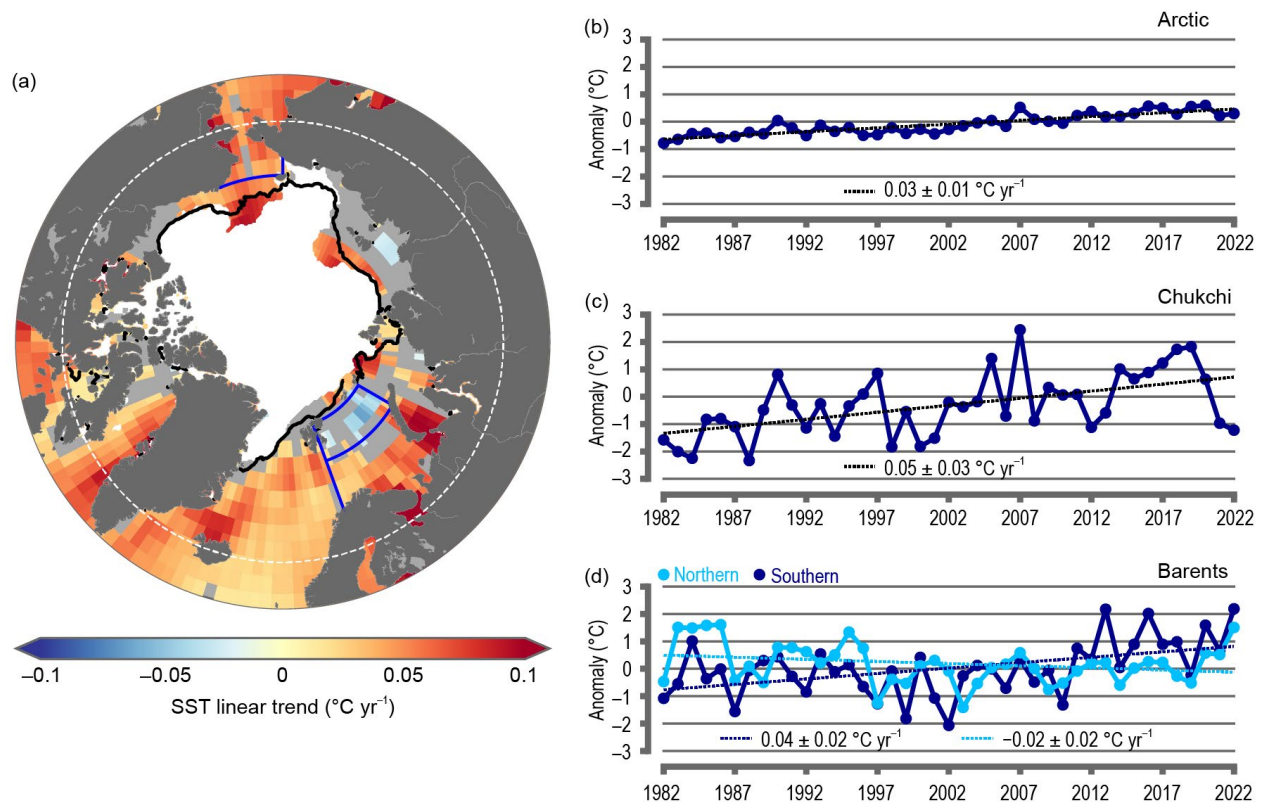 (a)
−0.1 −0.05 0 0.05 0.1
SST linear trend (°C yr⁻¹)
(b) Arctic
3
2
1
0
−1
−2
−3
Anomaly (°C)
0.03 ± 0.01 °C yr⁻¹
1982 1987 1992 1997 2002 2007 2012 2017 2022
(c) Chukchi
3
2
1
0
−1
−2
−3
Anomaly (°C)
0.05 ± 0.03 °C yr⁻¹
1982 1987 1992 1997 2002 2007 2012 2017 2022
(d) Northern Southern Barents
3
2
1
0
−1
−2
−3
Anomaly (°C)
0.04 ± 0.02 °C yr⁻¹ −0.02 ± 0.02 °C yr⁻¹
1982 1987 1992 1997 2002 2007 2012 2017 2022